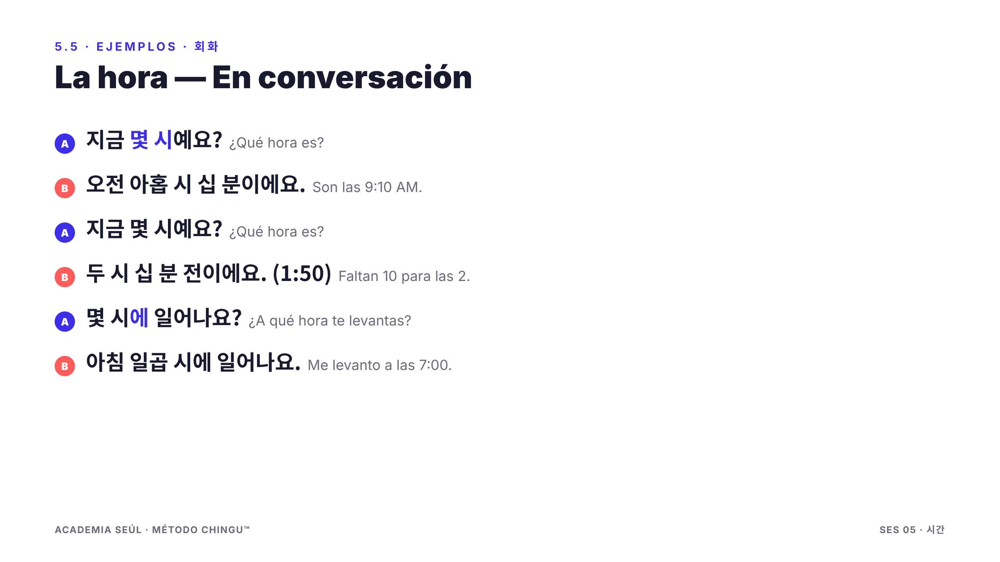 5.5 · EJEMPLOS · 회화
La hora — En conversación
A 지금 몇 시예요? ¿Qué hora es?
B 오전 아홉 시 십 분이에요. Son las 9:10 AM.
A 지금 몇 시예요? ¿Qué hora es?
B 두 시 십 분 전이에요. (1:50) Faltan 10 para las 2.
A 몇 시에 일어나요? ¿A qué hora te levantas?
B 아침 일곱 시에 일어나요. Me levanto a las 7:00.
ACADEMIA SEÚL · MÉTODO CHINGU™
SES 05 · 시간